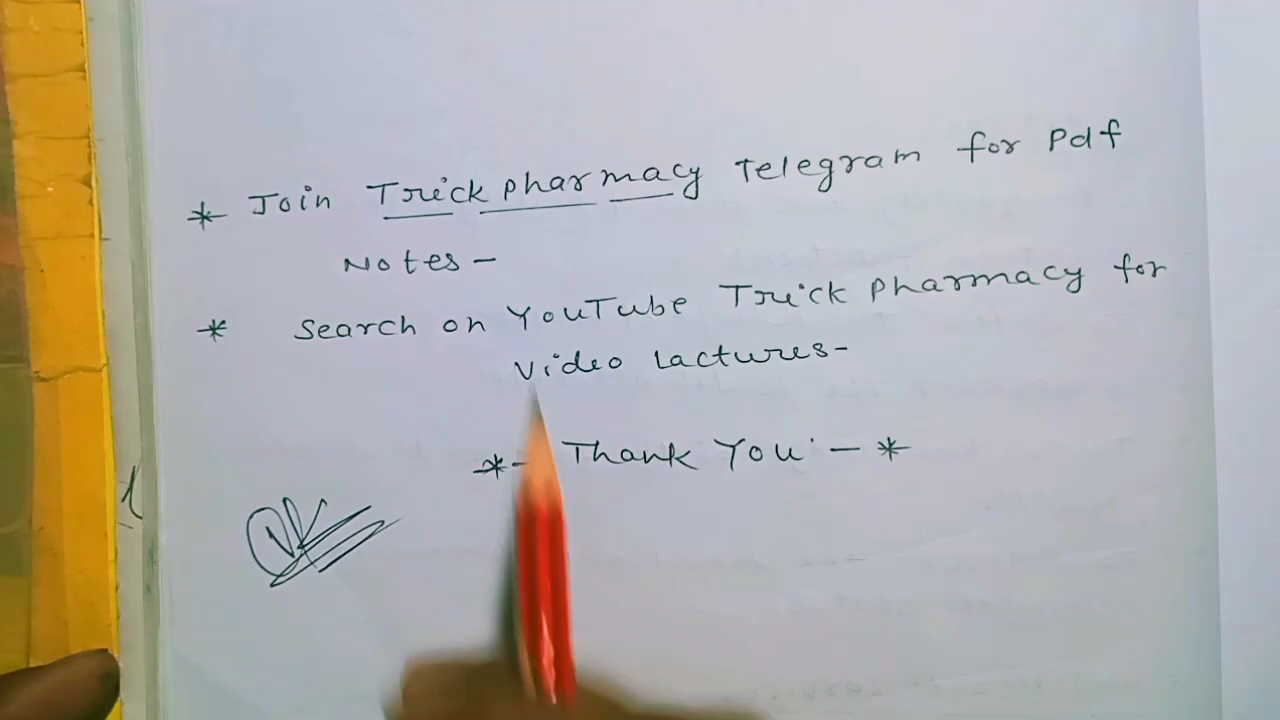 * Join Trick pharmacy Telegram for Pdf
Notes -
* Search on YouTube Trick Pharmacy for
Video Lactures -
* - Thank You - *